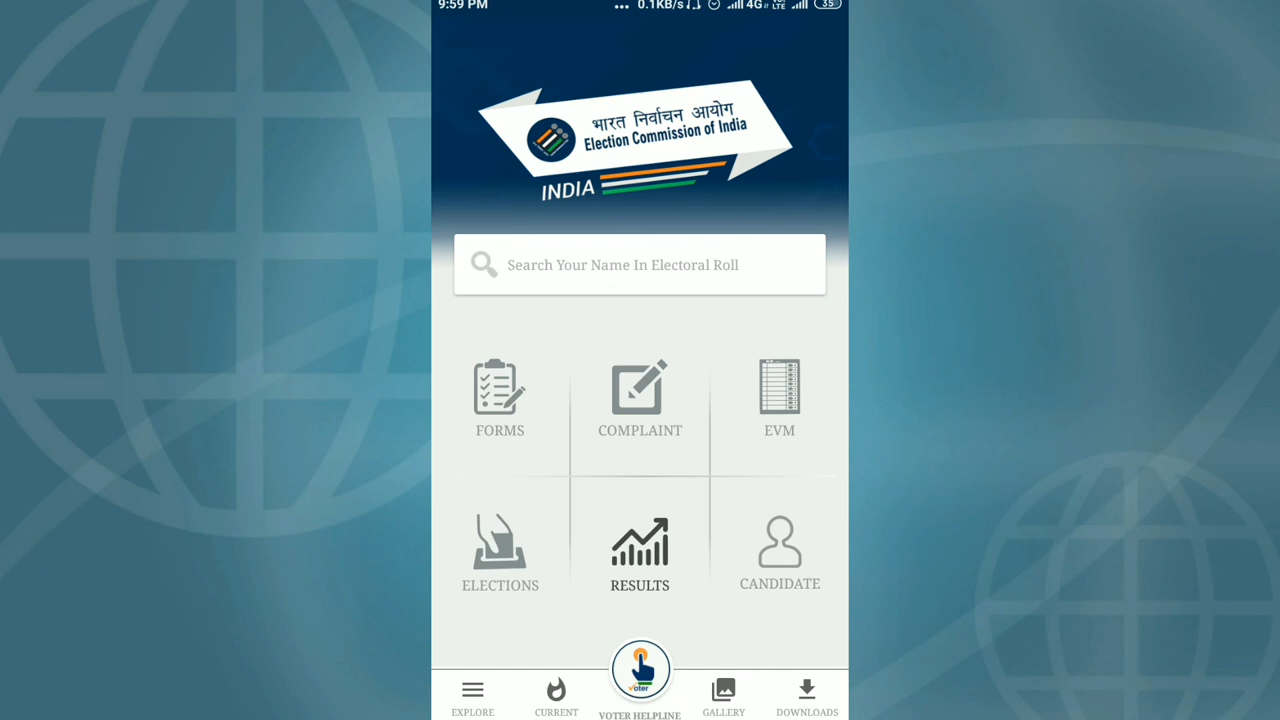 9:59 PM ... 0.1KB/s 4G VoLTE 35
भारत निर्वाचन आयोग
Election Commission of India
INDIA
Search Your Name In Electoral Roll
FORMS COMPLAINT EVM
ELECTIONS RESULTS CANDIDATE
Voter
EXPLORE CURRENT VOTER HELPLINE GALLERY DOWNLOADS